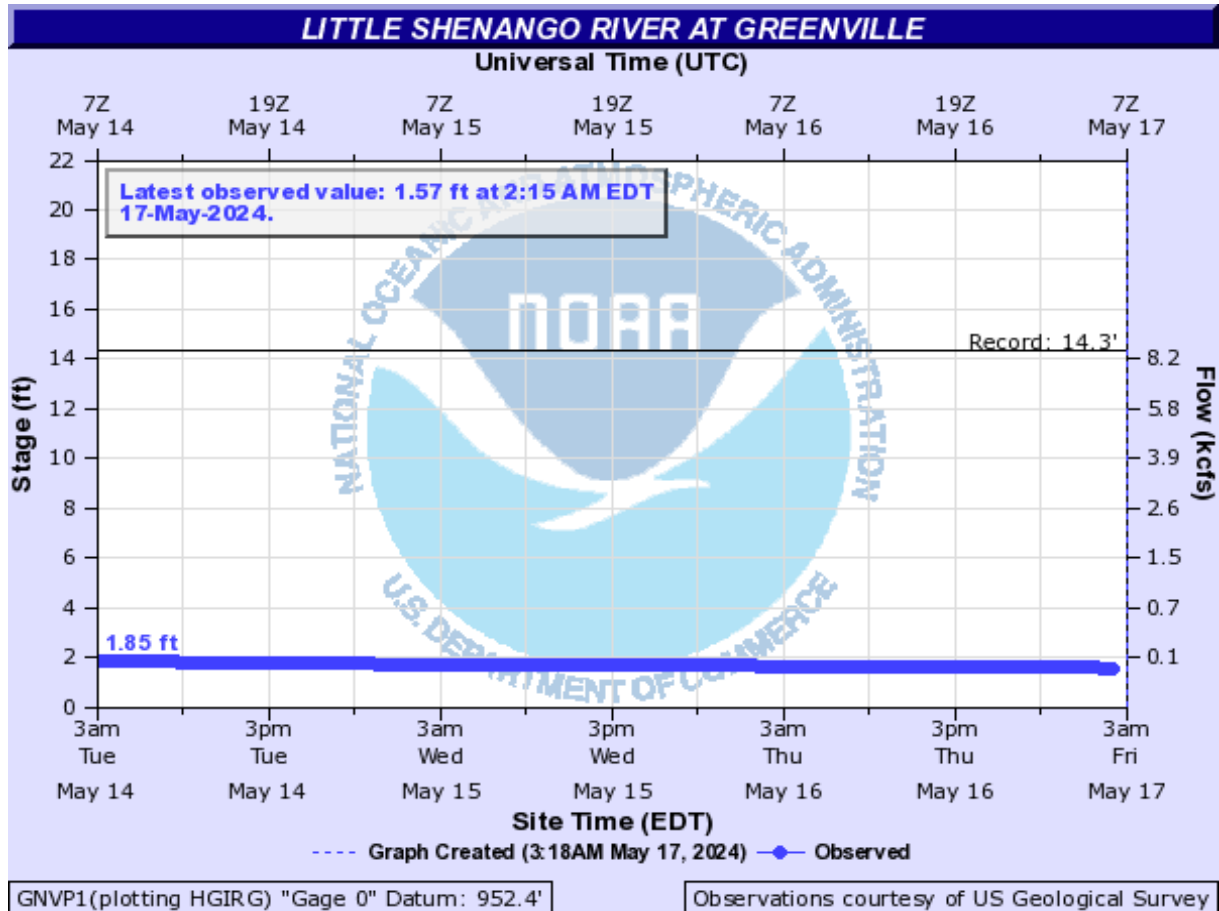 LITTLE SHENANGO RIVER AT GREENVILLE
Universal Time (UTC)
7Z 19Z 7Z 19Z 7Z 19Z 7Z
May 14 May 14 May 15 May 15 May 16 May 16 May 17
Latest observed value: 1.57 ft at 2:15 AM EDT
17-May-2024.
22
20
18
16
14
12
10
8
6
4
2
0
Stage (ft)
NATIONAL OCEANIC AND ATMOSPHERIC ADMINISTRATION
NOAA
U.S. DEPARTMENT OF COMMERCE
Record: 14.3'
8.2
5.8
3.9
2.6
1.5
0.7
0.1
Flow (kcfs)
1.85 ft
3am 3pm 3am 3pm 3am 3pm 3am
Tue Tue Wed Wed Thu Thu Fri
May 14 May 14 May 15 May 15 May 16 May 16 May 17
Site Time (EDT)
Graph Created (3:18AM May 17, 2024) Observed
GNVP1(plotting HGIRG) "Gage 0" Datum: 952.4'
Observations courtesy of US Geological Survey